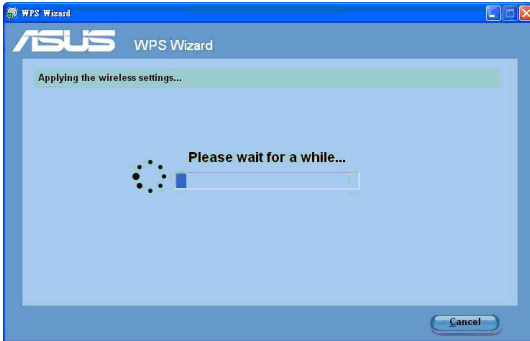 WPS Wizard
ASUS WPS Wizard
Applying the wireless settings...
Please wait for a while...
Cancel